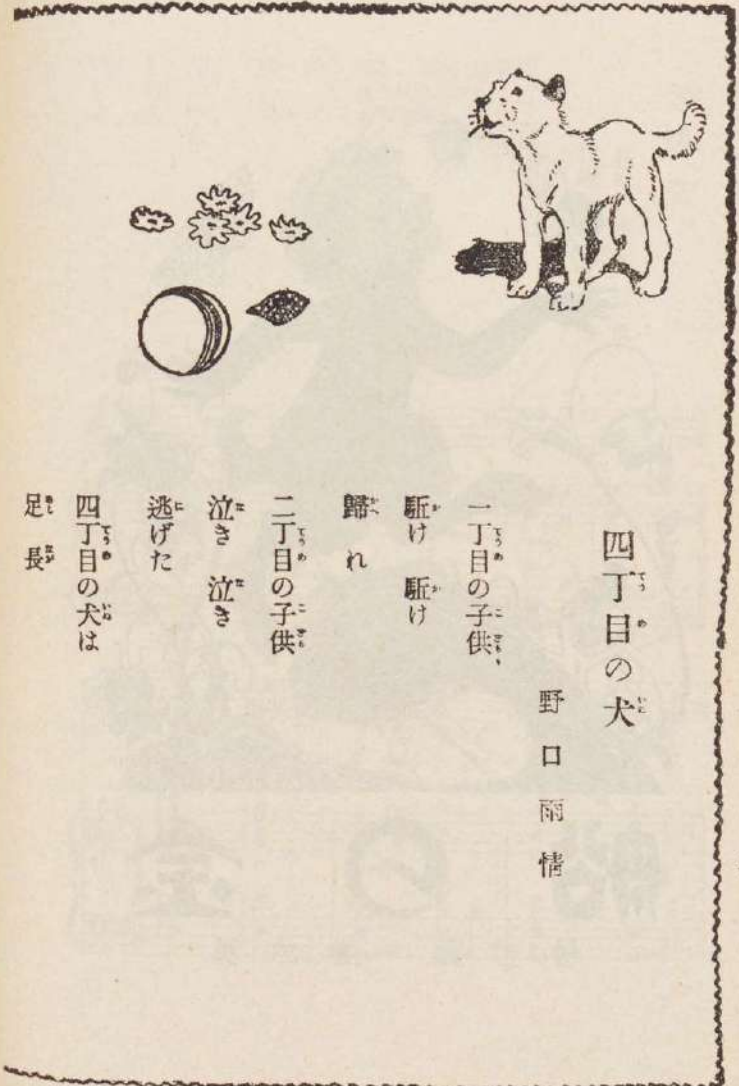 四丁目の犬
野口雨情
一丁目の子供、
駈け 駈け
歸れ
二丁目の子供
泣き 泣き
逃げた
四丁目の犬は
足長